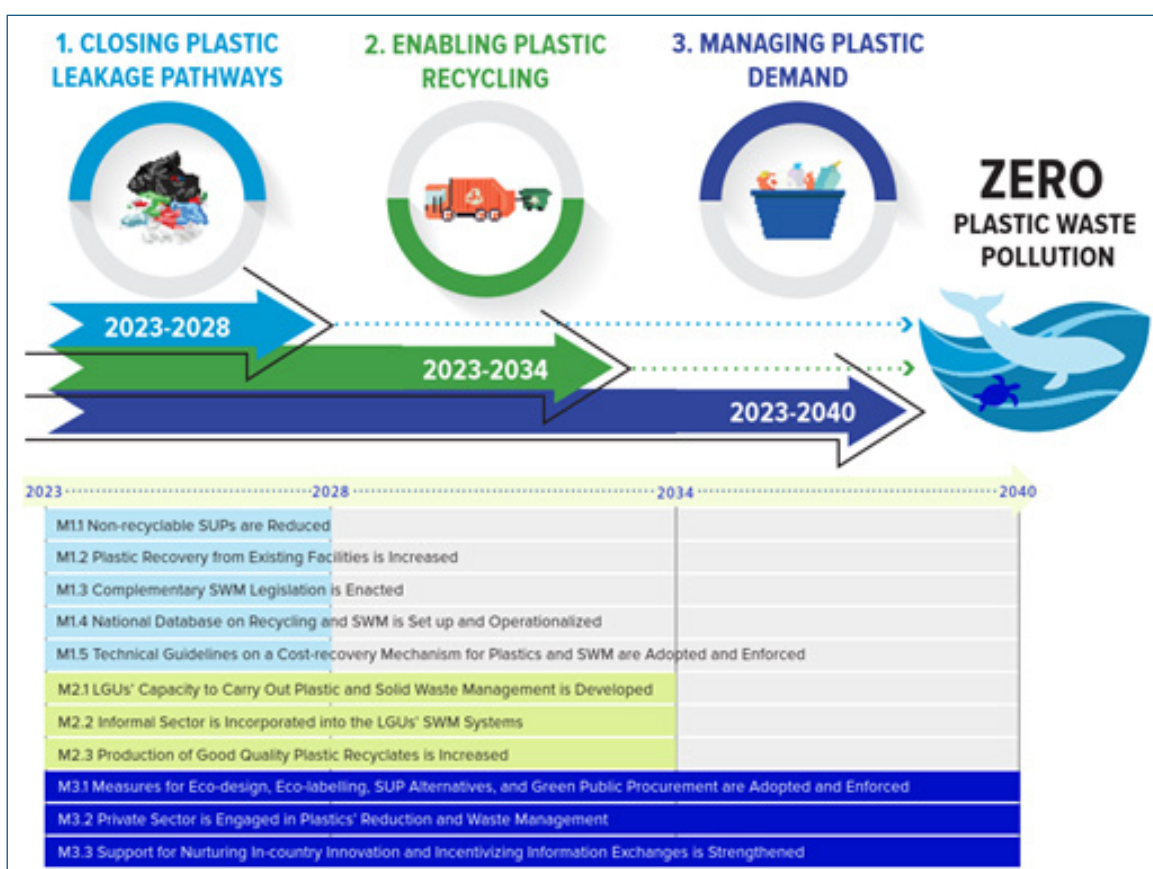 1. CLOSING PLASTIC
LEAKAGE PATHWAYS
2. ENABLING PLASTIC
RECYCLING
3. MANAGING PLASTIC
DEMAND
ZERO
PLASTIC WASTE
POLLUTION
2023-2028
2023-2034
2023-2040
2023
2028
2034
2040
M1.1 Non-recyclable SUPs are Reduced
M1.2 Plastic Recovery from Existing Facilities is Increased
M1.3 Complementary SWM Legislation is Enacted
M1.4 National Database on Recycling and SWM is Set up and Operationalized
M1.5 Technical Guidelines on a Cost-recovery Mechanism for Plastics and SWM are Adopted and Enforced
M2.1 LGUs' Capacity to Carry Out Plastic and Solid Waste Management is Developed
M2.2 Informal Sector is Incorporated into the LGUs' SWM Systems
M2.3 Production of Good Quality Plastic Recyclates is Increased
M3.1 Measures for Eco-design, Eco-labelling, SUP Alternatives, and Green Public Procurement are Adopted and Enforced
M3.2 Private Sector is Engaged in Plastics' Reduction and Waste Management
M3.3 Support for Nurturing In-country Innovation and Incentivizing Information Exchanges is Strengthened